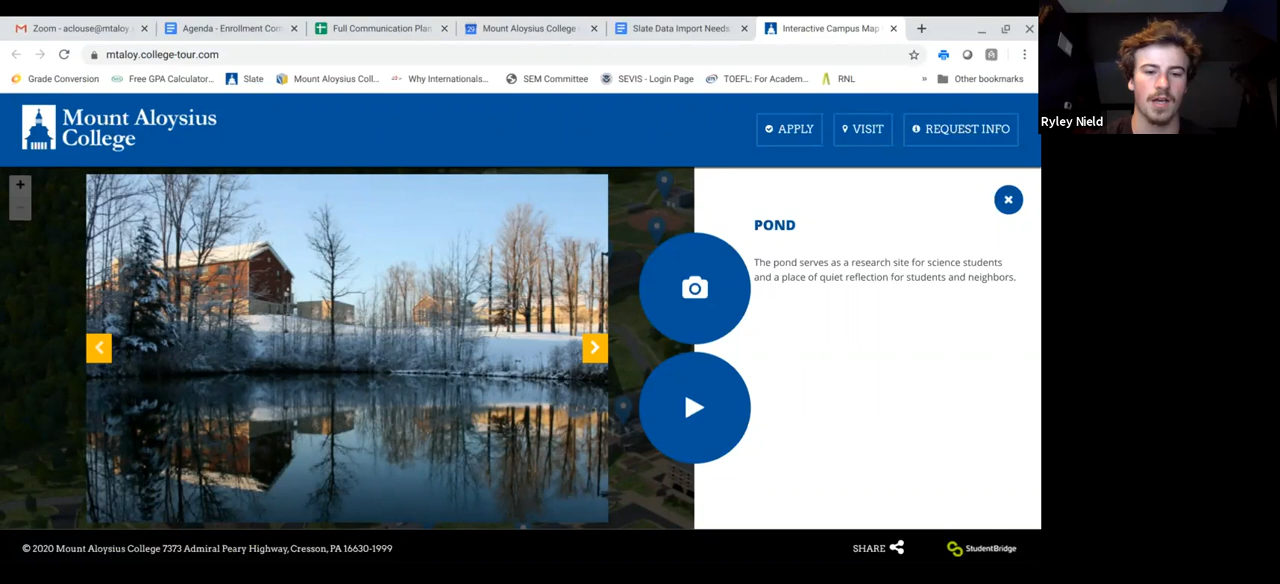 Zoom - aclouse@mtaloy
Agenda - Enrollment Com
Full Communication Plan
Mount Aloysius College -
Slate Data Import Needs
Interactive Campus Map
mtaloy.college-tour.com
Grade Conversion
Free GPA Calculator...
Slate
Mount Aloysius Coll...
Why Internationals...
SEM Committee
SEVIS - Login Page
TOEFL: For Academ...
RNL
» Other bookmarks
Ryley Nield
Mount Aloysius
College
APPLY
VISIT
REQUEST INFO
POND
The pond serves as a research site for science students
and a place of quiet reflection for students and neighbors.
© 2020 Mount Aloysius College 7373 Admiral Peary Highway, Cresson, PA 16630-1999
SHARE
StudentBridge